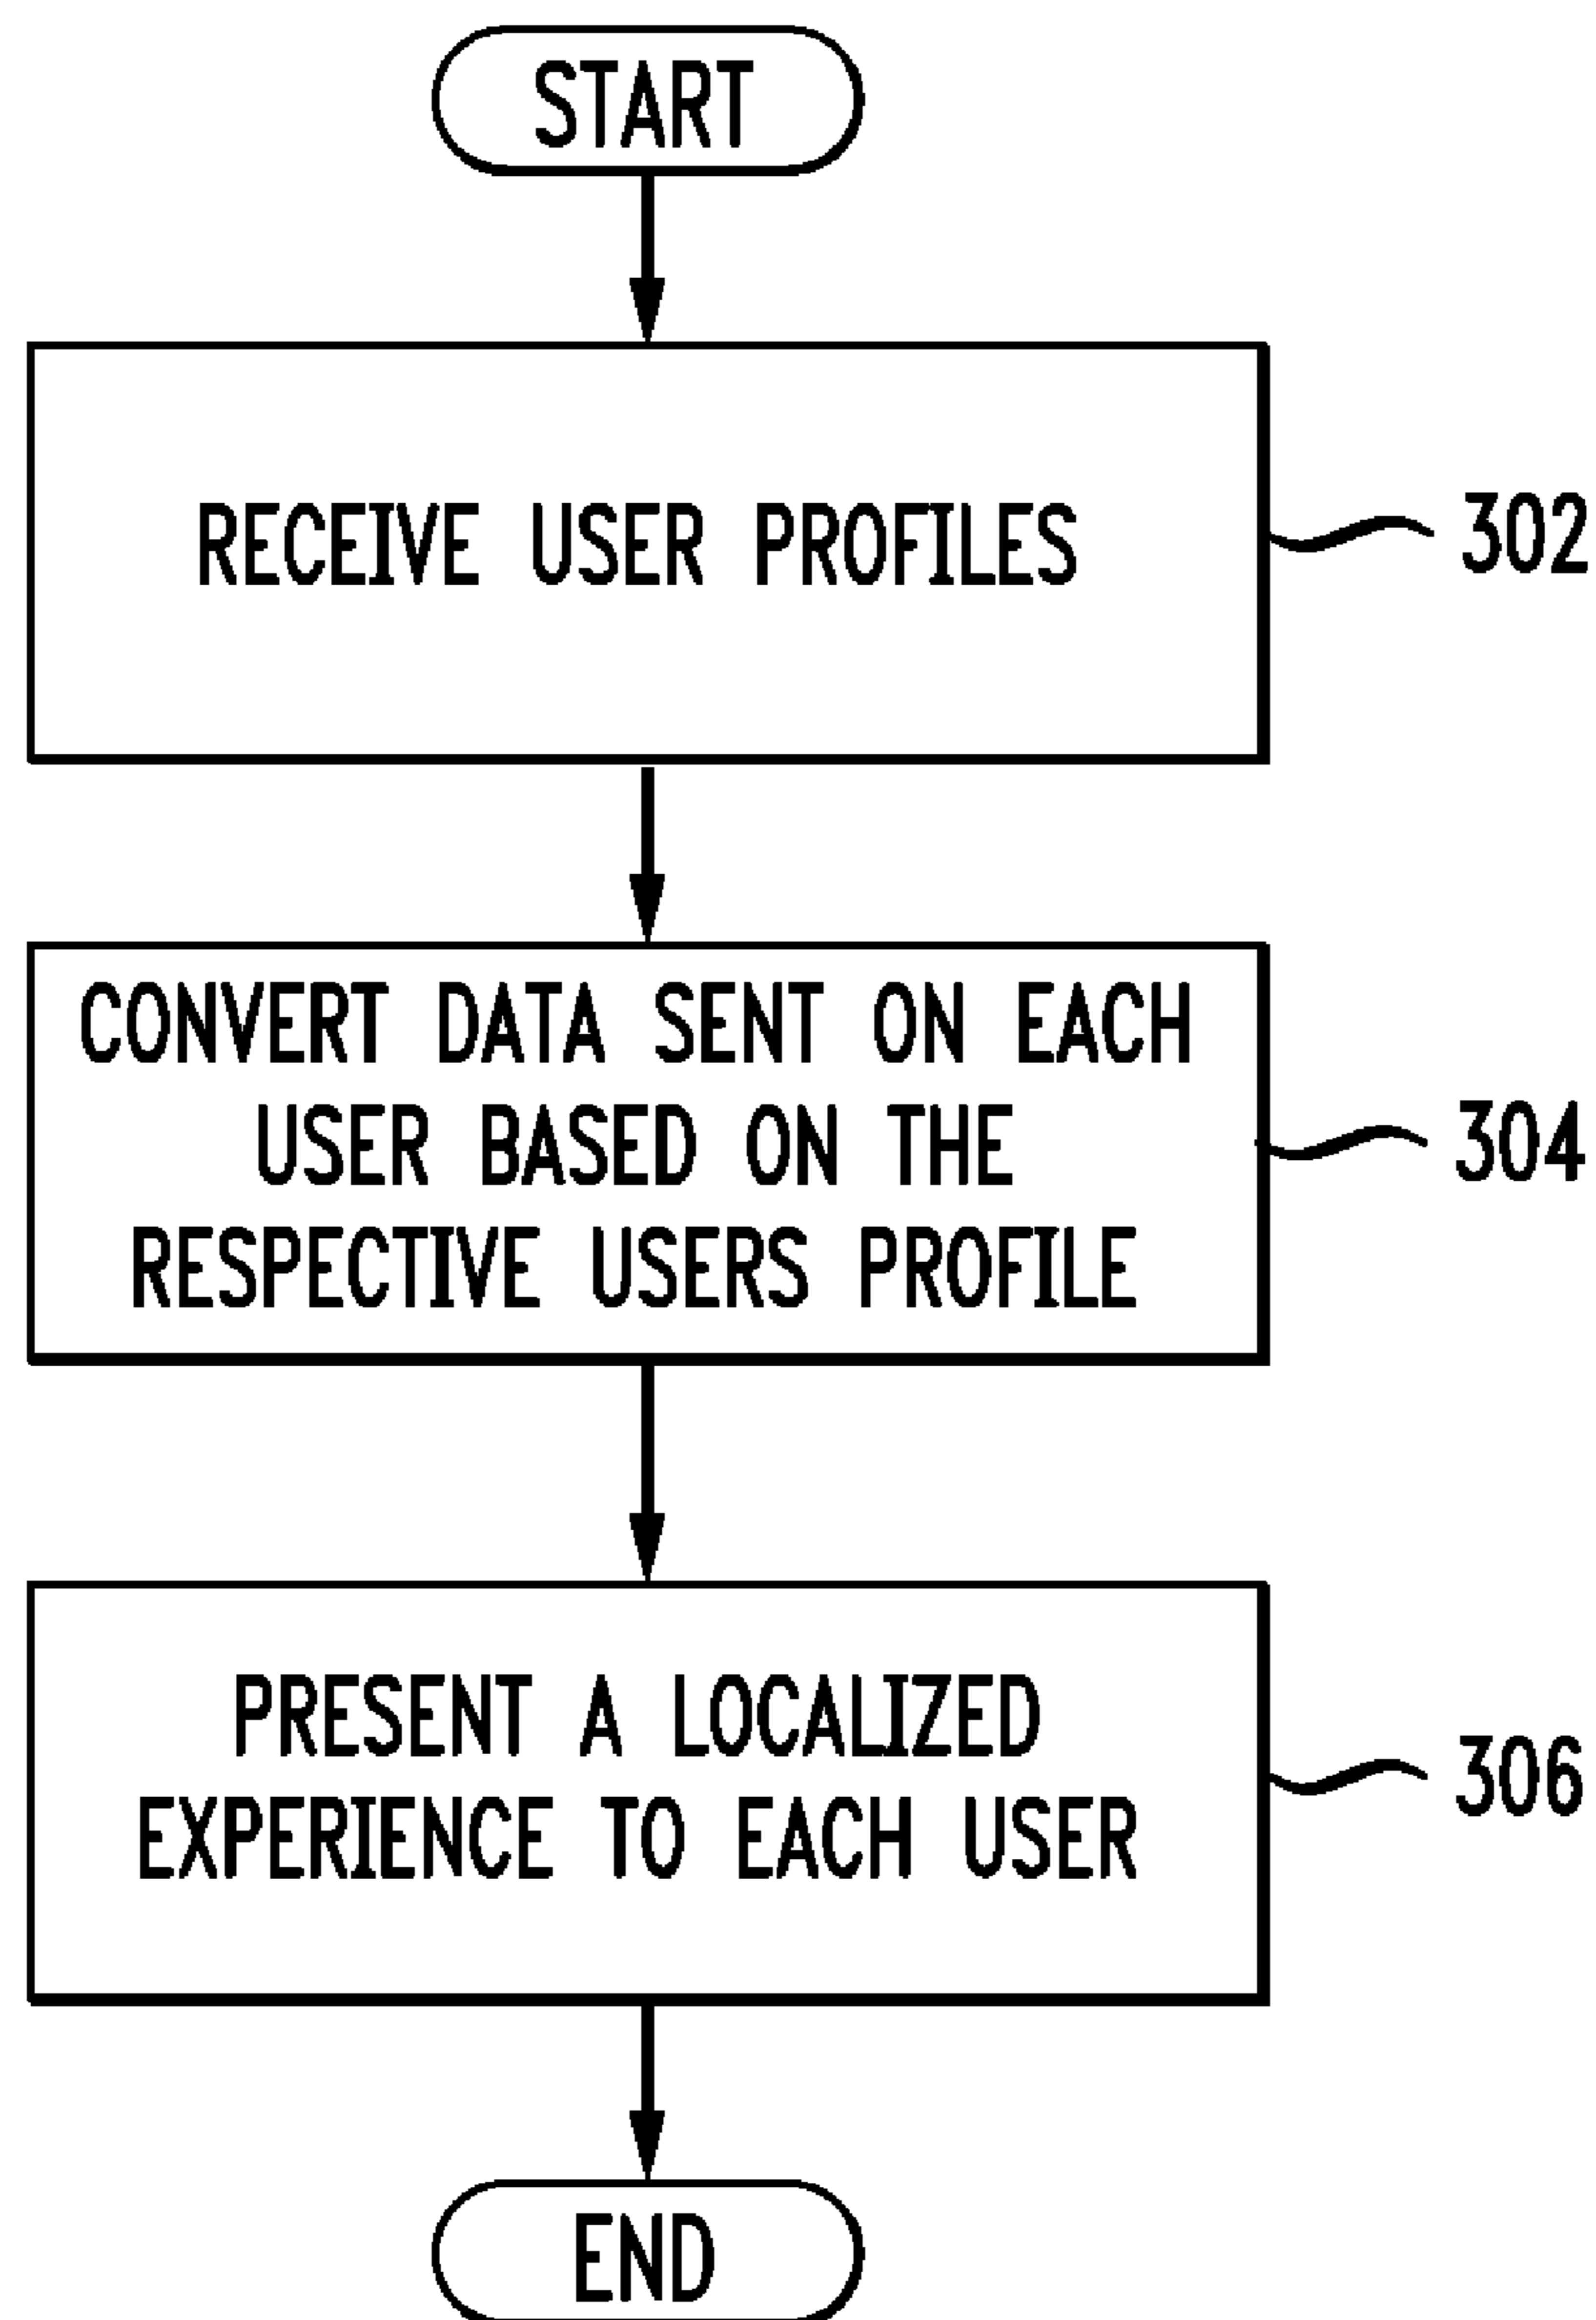 START
RECEIVE USER PROFILES
302
CONVERT DATA SENT ON EACH
USER BASED ON THE
304
RESPECTIVE USERS PROFILE
PRESENT A LOCALIZED
306
EXPERIENCE TO EACH USER
END